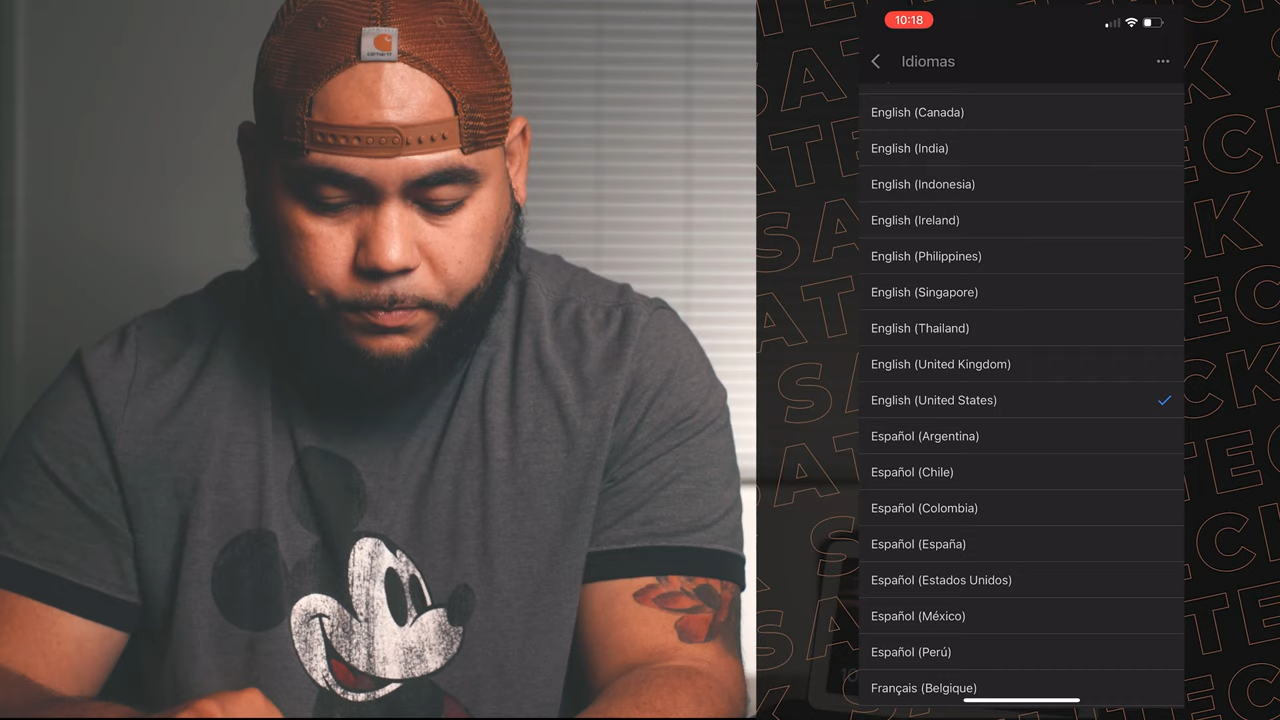 carhartt
10:18
Idiomas
English (Canada)
English (India)
English (Indonesia)
English (Ireland)
English (Philippines)
English (Singapore)
English (Thailand)
English (United Kingdom)
English (United States)
Español (Argentina)
Español (Chile)
Español (Colombia)
Español (España)
Español (Estados Unidos)
Español (México)
Español (Perú)
Français (Belgique)